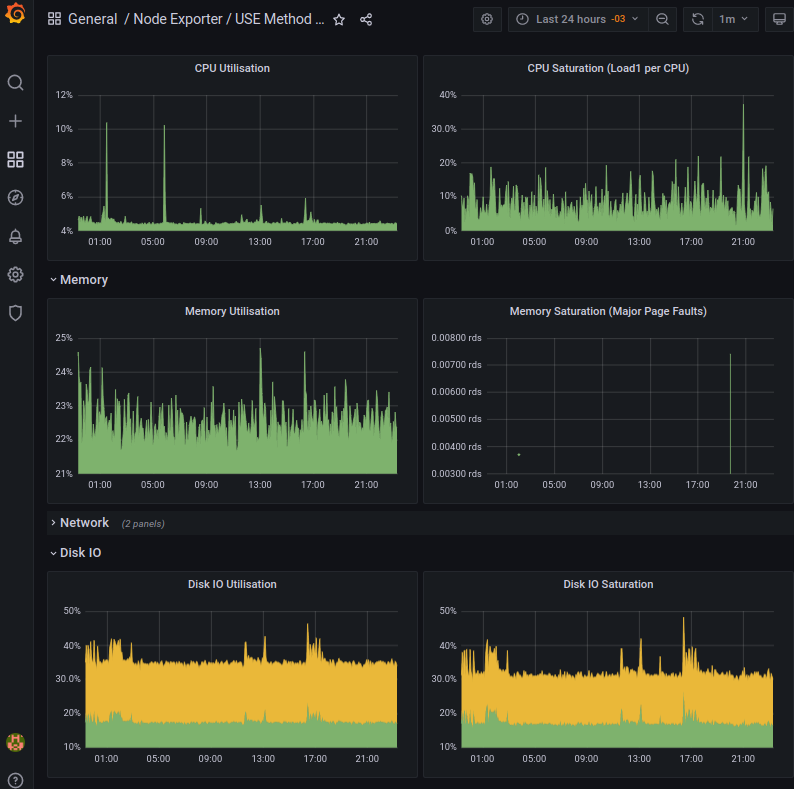 General / Node Exporter / USE Method ...
Last 24 hours -03
1m
CPU Utilisation
12%
10%
8%
6%
4%
01:00 05:00 09:00 13:00 17:00 21:00
CPU Saturation (Load1 per CPU)
40%
30.0%
20%
10%
0%
01:00 05:00 09:00 13:00 17:00 21:00
Memory
Memory Utilisation
25%
24%
23%
22%
21%
01:00 05:00 09:00 13:00 17:00 21:00
Memory Saturation (Major Page Faults)
0.00800 rds
0.00700 rds
0.00600 rds
0.00500 rds
0.00400 rds
0.00300 rds
01:00 05:00 09:00 13:00 17:00 21:00
Network (2 panels)
Disk IO
Disk IO Utilisation
50%
40%
30.0%
20%
10%
01:00 05:00 09:00 13:00 17:00 21:00
Disk IO Saturation
50%
40%
30.0%
20%
10%
01:00 05:00 09:00 13:00 17:00 21:00